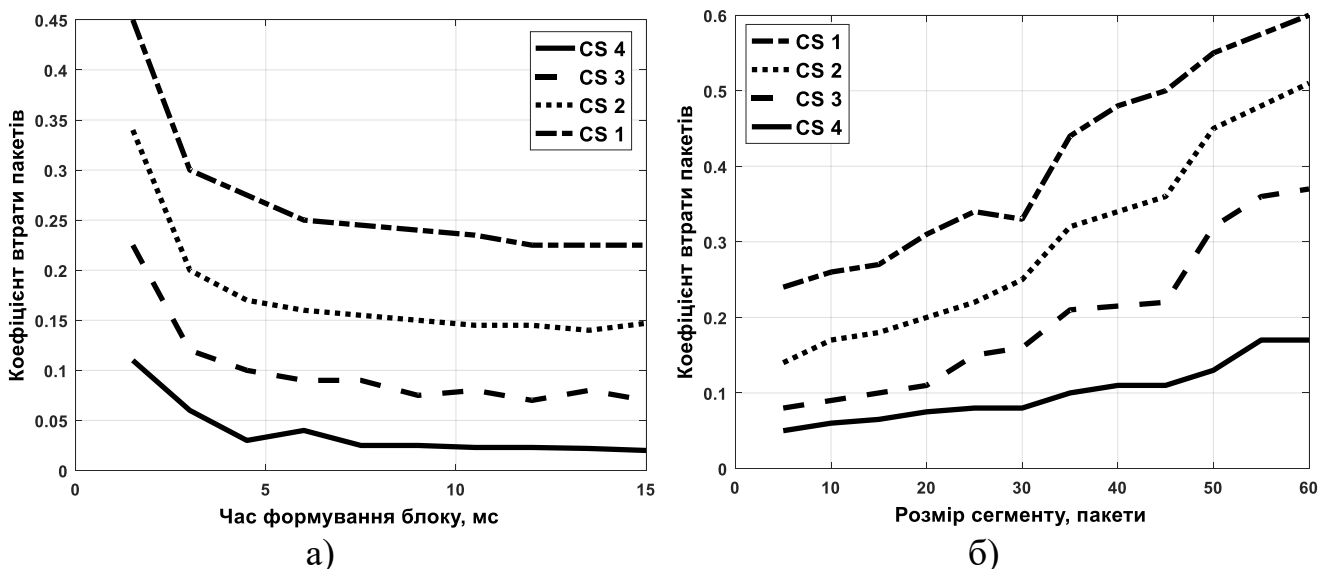 Коефіцієнт втрати пакетів
0.45
0.4
0.35
0.3
0.25
0.2
0.15
0.1
0.05
0
CS 4
CS 3
CS 2
CS 1
0
5
10
15
Час формування блоку, мс
а)
Коефіцієнт втрати пакетів
0.6
0.5
0.4
0.3
0.2
0.1
0
CS 1
CS 2
CS 3
CS 4
0
10
20
30
40
50
60
Розмір сегменту, пакети
б)